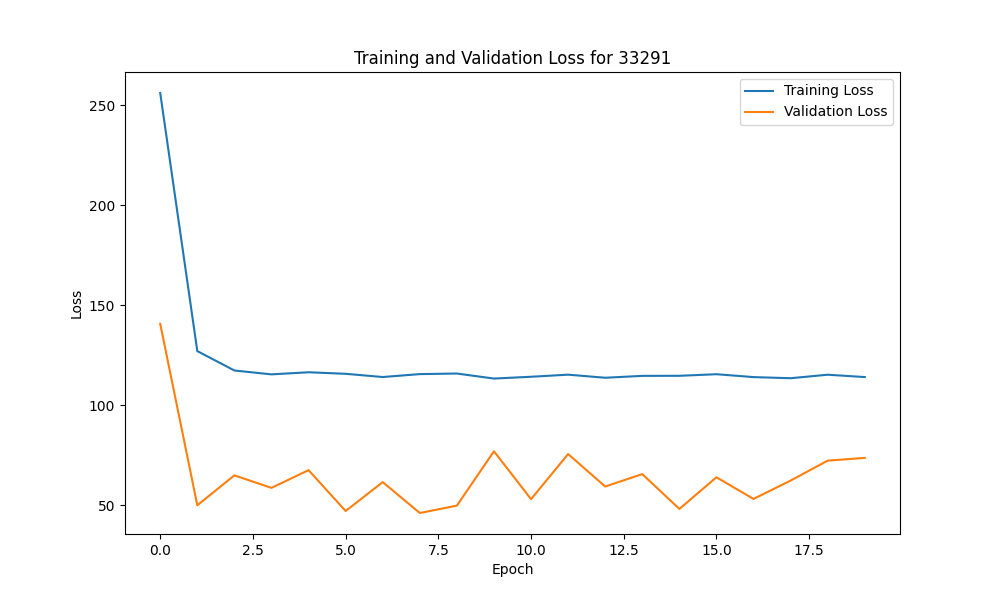 Training and Validation Loss for 33291
Training Loss
Validation Loss
Loss
250
200
150
100
50
0.0 2.5 5.0 7.5 10.0 12.5 15.0 17.5
Epoch